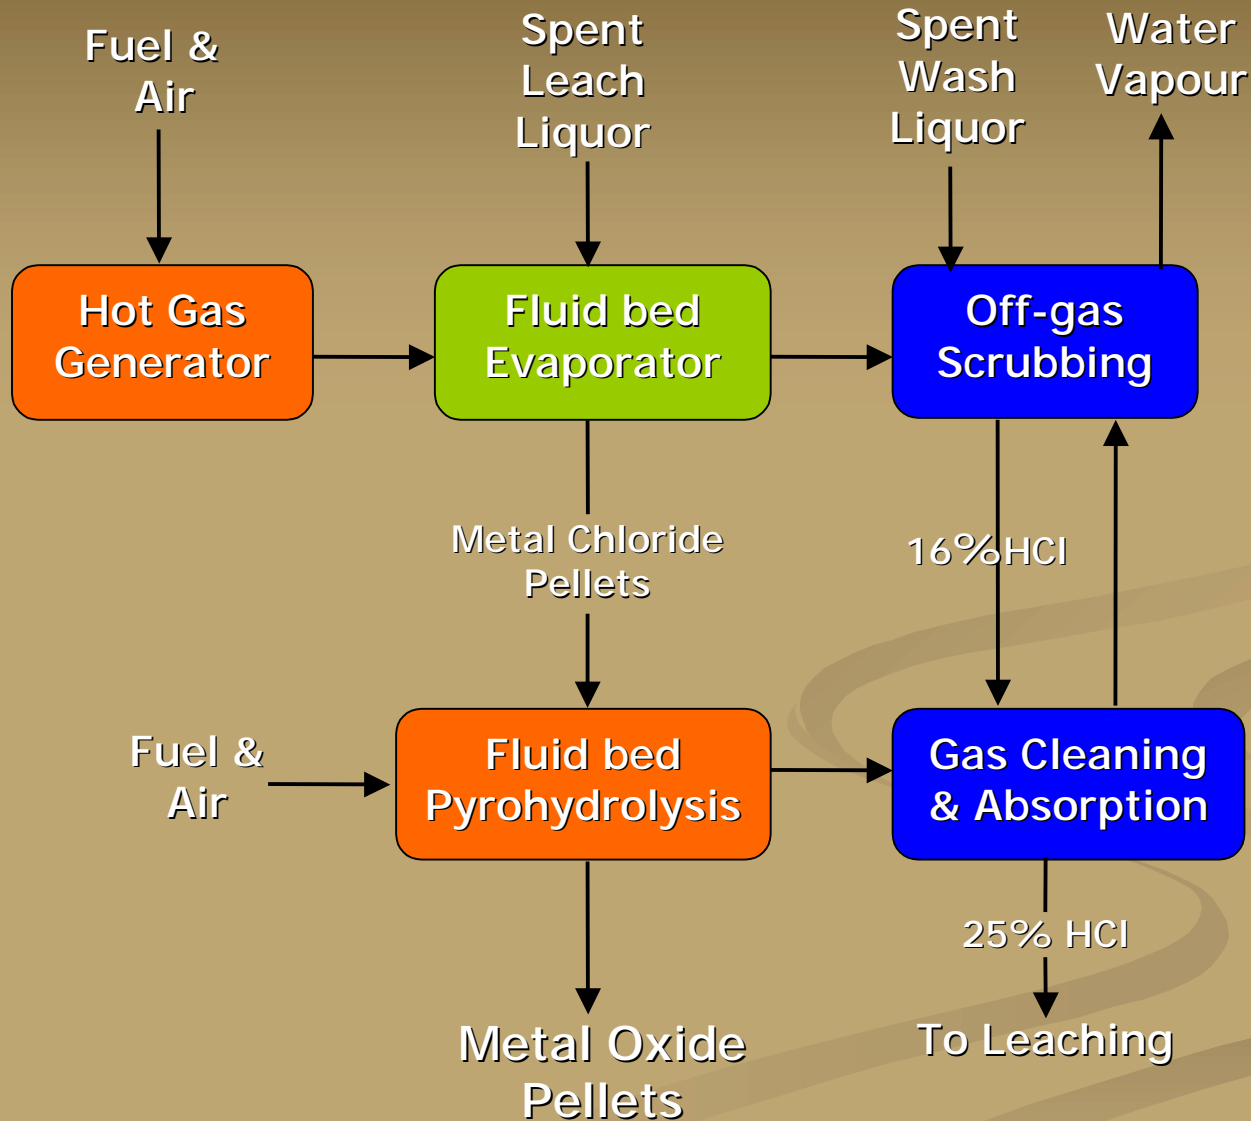 Fuel &
Air
Spent
Leach
Liquor
Spent
Wash
Liquor
Water
Vapour
Hot Gas
Generator
Fluid bed
Evaporator
Off-gas
Scrubbing
Metal Chloride
Pellets
16%HCl
Fuel &
Air
Fluid bed
Pyrohydrolysis
Gas Cleaning
& Absorption
25% HCl
Metal Oxide
Pellets
To Leaching